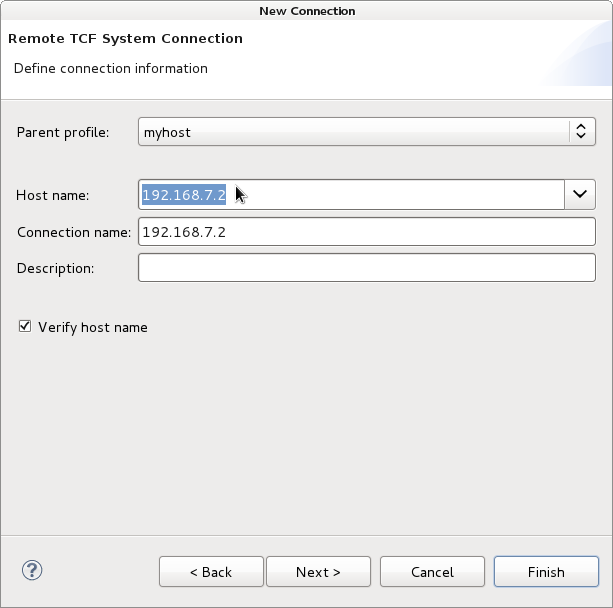 New Connection
Remote TCF System Connection
Define connection information
Parent profile: myhost
Host name: 192.168.7.2
Connection name: 192.168.7.2
Description:
Verify host name
? < Back Next > Cancel Finish